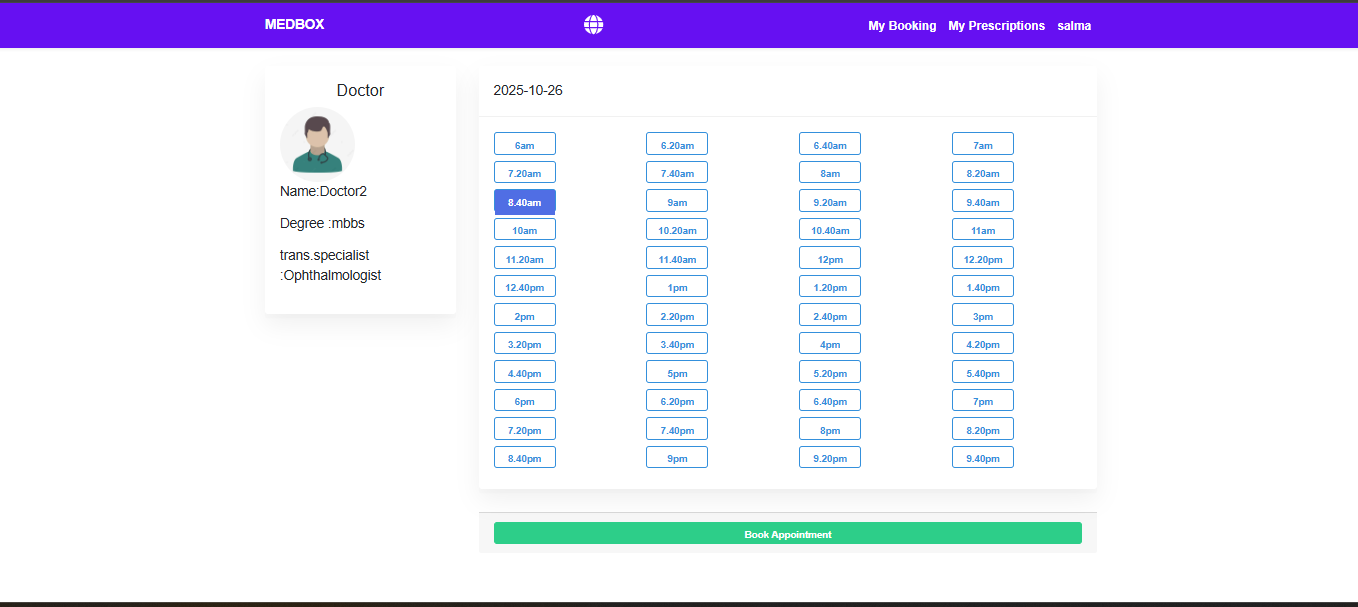 MEDBOX My Booking My Prescriptions salma
Doctor
Name:Doctor2
Degree :mbbs
trans.specialist
:Ophthalmologist
2025-10-26
6am 6.20am 6.40am 7am
7.20am 7.40am 8am 8.20am
8.40am 9am 9.20am 9.40am
10am 10.20am 10.40am 11am
11.20am 11.40am 12pm 12.20pm
12.40pm 1pm 1.20pm 1.40pm
2pm 2.20pm 2.40pm 3pm
3.20pm 3.40pm 4pm 4.20pm
4.40pm 5pm 5.20pm 5.40pm
6pm 6.20pm 6.40pm 7pm
7.20pm 7.40pm 8pm 8.20pm
8.40pm 9pm 9.20pm 9.40pm
Book Appointment